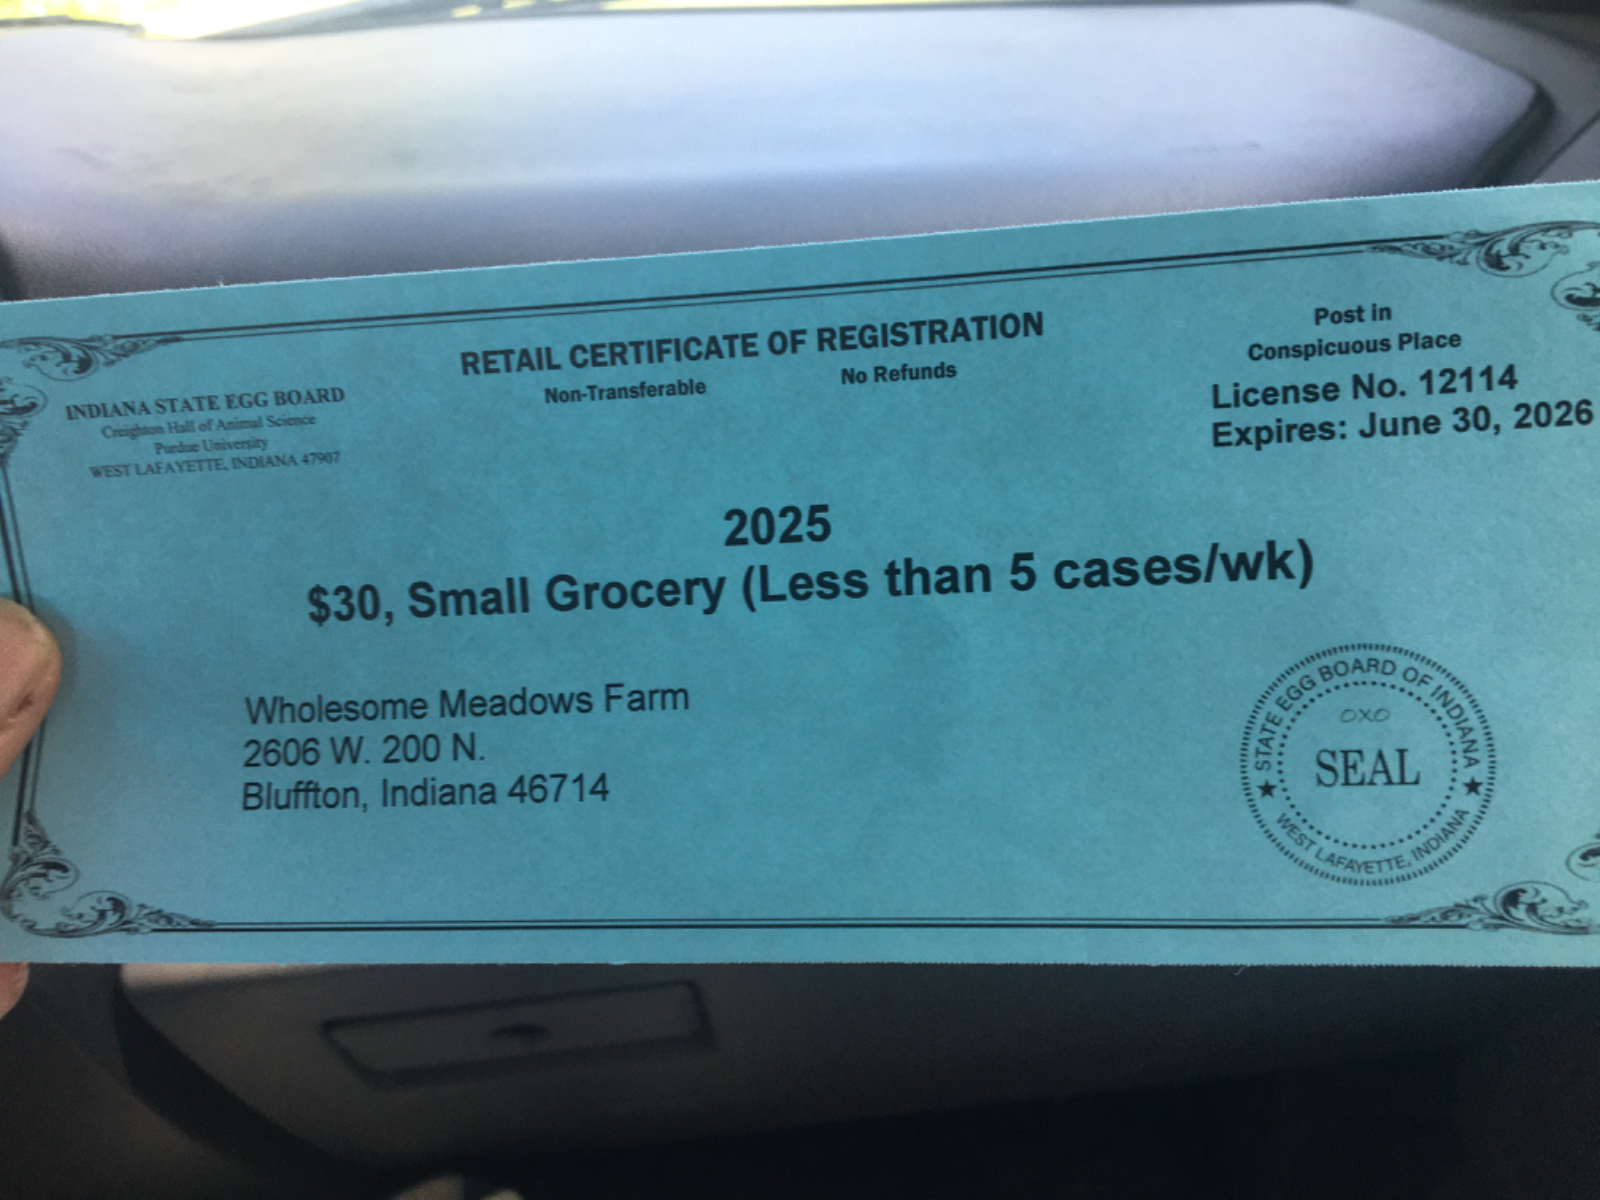 RETAIL CERTIFICATE OF REGISTRATION
Non-Transferable No Refunds
INDIANA STATE EGG BOARD
Creighton Hall of Animal Science
Purdue University
WEST LAFAYETTE, INDIANA 47907
Post in
Conspicuous Place
License No. 12114
Expires: June 30, 2026
2025
$30, Small Grocery (Less than 5 cases/wk)
Wholesome Meadows Farm
2606 W. 200 N.
Bluffton, Indiana 46714
STATE EGG BOARD OF INDIANA
OXO
SEAL
WEST LAFAYETTE, INDIANA